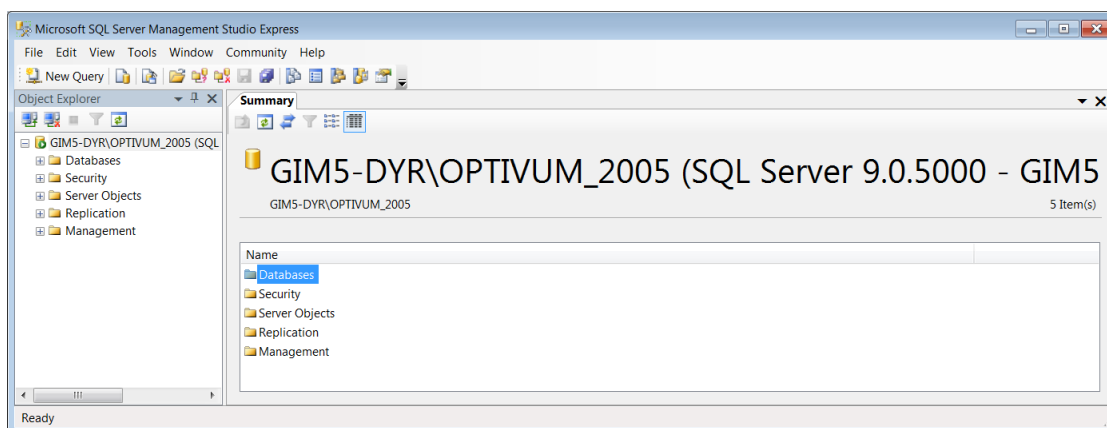 Microsoft SQL Server Management Studio Express
File Edit View Tools Window Community Help
New Query
Object Explorer
GIM5-DYR\OPTIVUM_2005 (SQL
Databases
Security
Server Objects
Replication
Management
Summary
GIM5-DYR\OPTIVUM_2005 (SQL Server 9.0.5000 - GIM5
GIM5-DYR\OPTIVUM_2005 5 Item(s)
Name
Databases
Security
Server Objects
Replication
Management
Ready